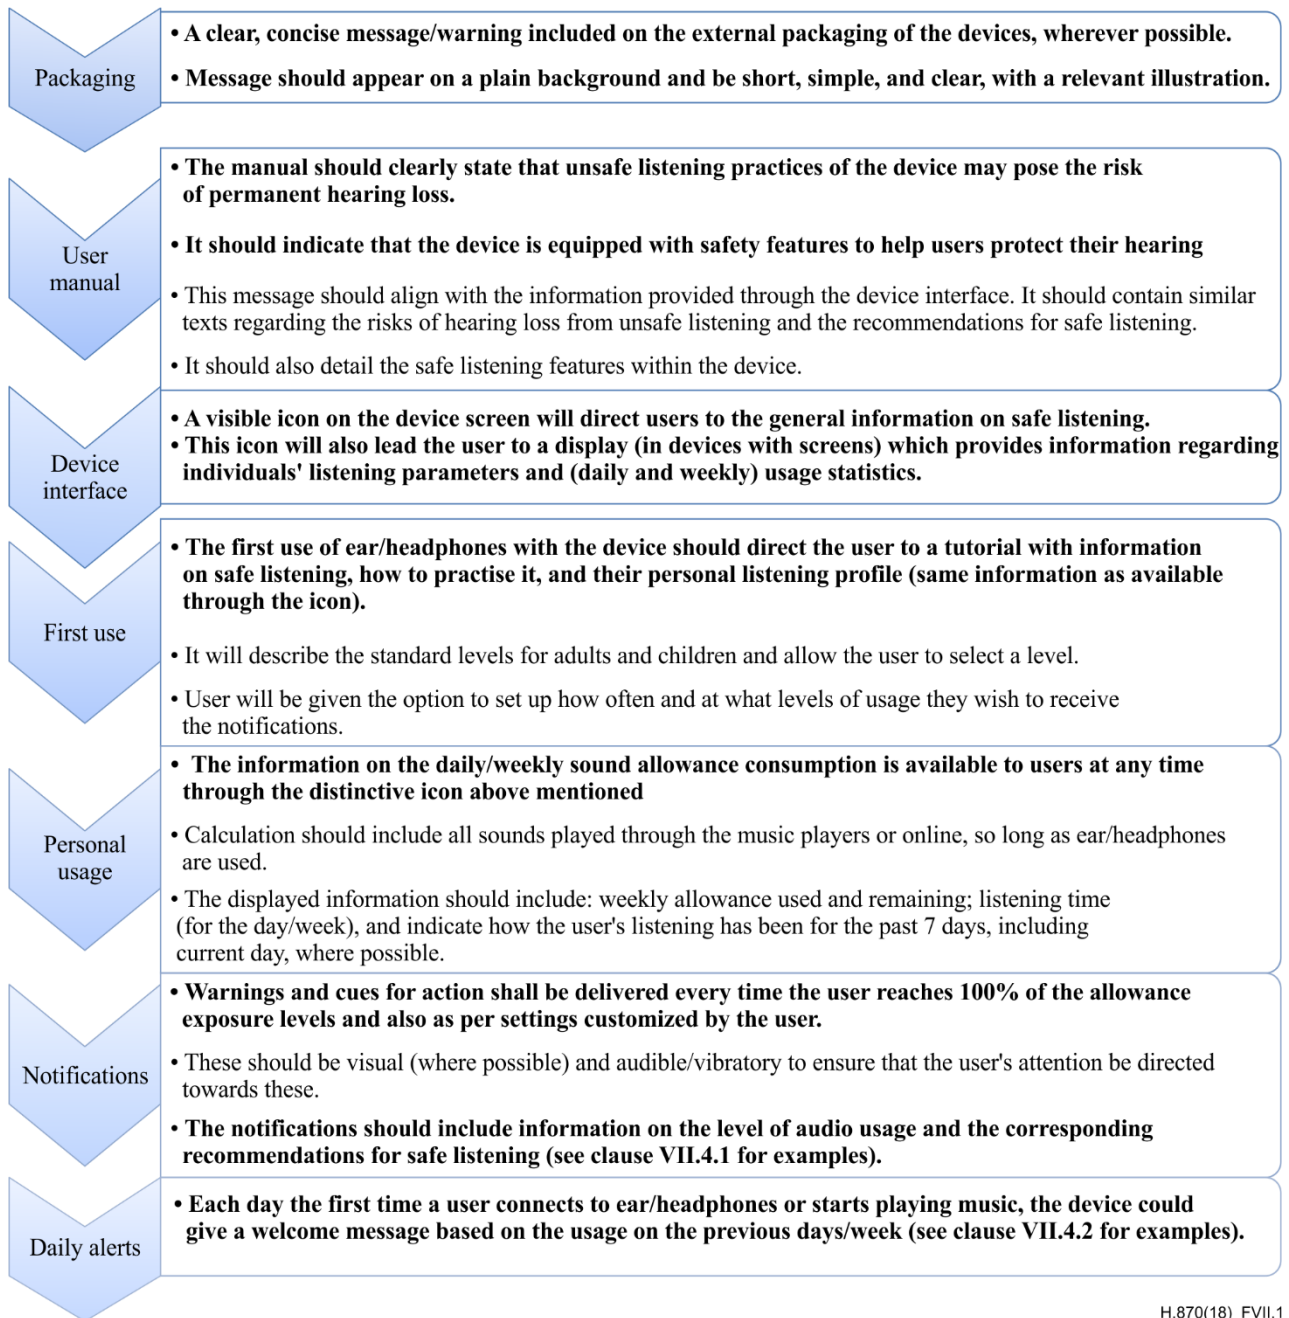 Packaging
• A clear, concise message/warning included on the external packaging of the devices, wherever possible.
• Message should appear on a plain background and be short, simple, and clear, with a relevant illustration.
User
manual
• The manual should clearly state that unsafe listening practices of the device may pose the risk
of permanent hearing loss.
• It should indicate that the device is equipped with safety features to help users protect their hearing
• This message should align with the information provided through the device interface. It should contain similar
texts regarding the risks of hearing loss from unsafe listening and the recommendations for safe listening.
• It should also detail the safe listening features within the device.
Device
interface
• A visible icon on the device screen will direct users to the general information on safe listening.
• This icon will also lead the user to a display (in devices with screens) which provides information regarding
individuals' listening parameters and (daily and weekly) usage statistics.
First use
• The first use of ear/headphones with the device should direct the user to a tutorial with information
on safe listening, how to practise it, and their personal listening profile (same information as available
through the icon).
• It will describe the standard levels for adults and children and allow the user to select a level.
• User will be given the option to set up how often and at what levels of usage they wish to receive
the notifications.
Personal
usage
• The information on the daily/weekly sound allowance consumption is available to users at any time
through the distinctive icon above mentioned
• Calculation should include all sounds played through the music players or online, so long as ear/headphones
are used.
• The displayed information should include: weekly allowance used and remaining; listening time
(for the day/week), and indicate how the user's listening has been for the past 7 days, including
current day, where possible.
Notifications
• Warnings and cues for action shall be delivered every time the user reaches 100% of the allowance
exposure levels and also as per settings customized by the user.
• These should be visual (where possible) and audible/vibratory to ensure that the user's attention be directed
towards these.
• The notifications should include information on the level of audio usage and the corresponding
recommendations for safe listening (see clause VII.4.1 for examples).
Daily alerts
• Each day the first time a user connects to ear/headphones or starts playing music, the device could
give a welcome message based on the usage on the previous days/week (see clause VII.4.2 for examples).
H.870(18)_FVII.1